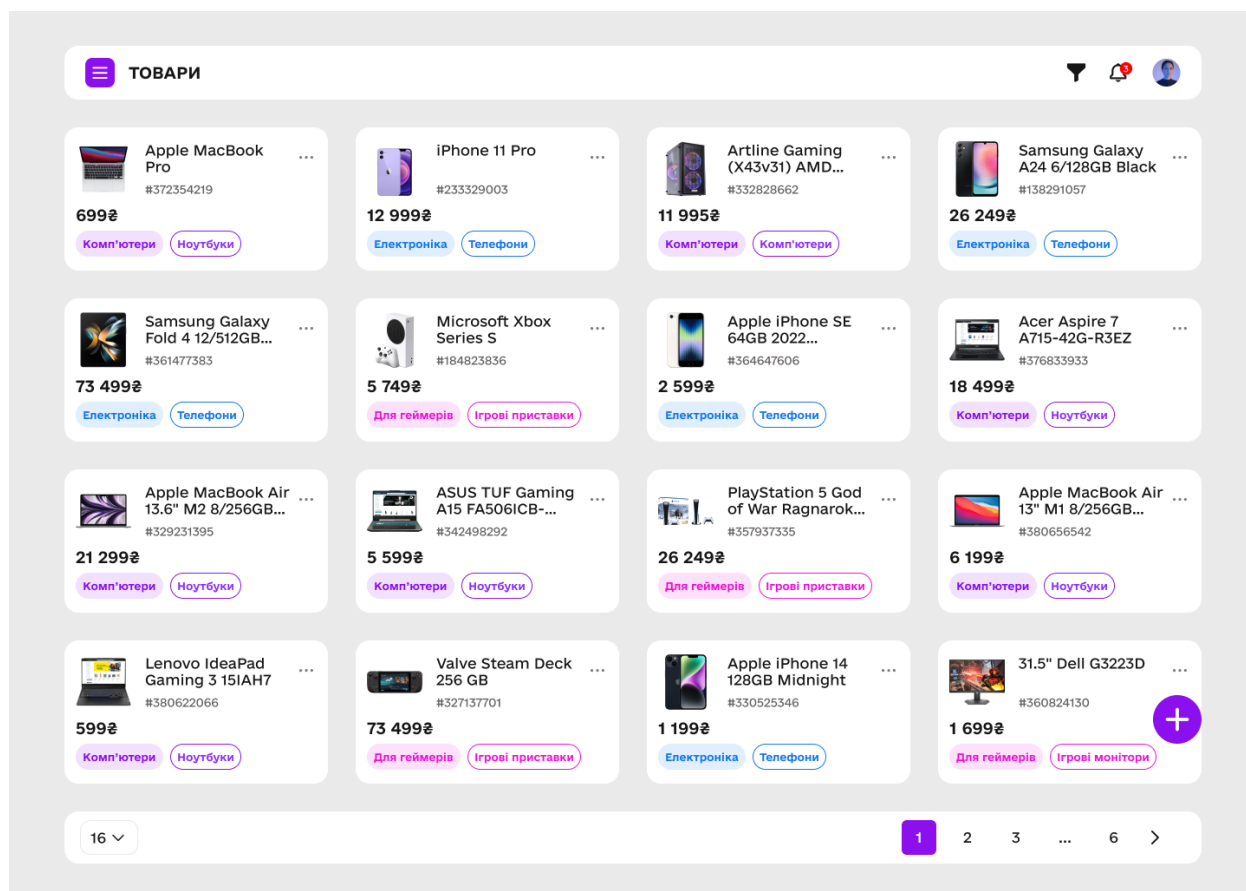 ТОВАРИ
3
Apple MacBook
Pro
#372354219
699₴
Комп'ютери
Ноутбуки
iPhone 11 Pro
#233329003
12 999₴
Електроніка
Телефони
Artline Gaming
(X43v31) AMD...
#332828662
11 995₴
Комп'ютери
Комп'ютери
Samsung Galaxy
A24 6/128GB Black
#138291057
26 249₴
Електроніка
Телефони
Samsung Galaxy
Fold 4 12/512GB...
#361477383
73 499₴
Електроніка
Телефони
Microsoft Xbox
Series S
#184823836
5 749₴
Для геймерів
Ігрові приставки
Apple iPhone SE
64GB 2022...
#364647606
2 599₴
Електроніка
Телефони
Acer Aspire 7
A715-42G-R3EZ
#376833933
18 499₴
Комп'ютери
Ноутбуки
Apple MacBook Air
13.6" M2 8/256GB...
#329231395
21 299₴
Комп'ютери
Ноутбуки
ASUS TUF Gaming
A15 FA506ICB-...
#342498292
5 599₴
Комп'ютери
Ноутбуки
PlayStation 5 God
of War Ragnarok...
#357937335
26 249₴
Для геймерів
Ігрові приставки
Apple MacBook Air
13" M1 8/256GB...
#380656542
6 199₴
Комп'ютери
Ноутбуки
Lenovo IdeaPad
Gaming 3 15IAH7
#380622066
599₴
Комп'ютери
Ноутбуки
Valve Steam Deck
256 GB
#327137701
73 499₴
Для геймерів
Ігрові приставки
Apple iPhone 14
128GB Midnight
#330525346
1 199₴
Електроніка
Телефони
31.5" Dell G3223D
#360824130
1 699₴
Для геймерів
Ігрові монітори
16
1 2 3 ... 6